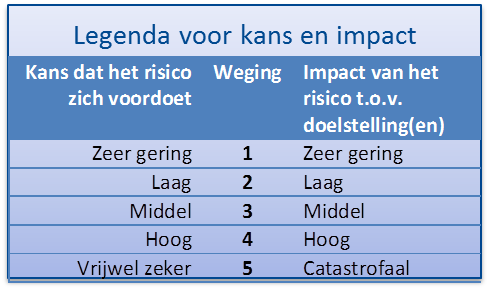 Legenda voor kans en impact
Kans dat het risico zich voordoet Weging Impact van het risico t.o.v. doelstelling(en)
Zeer gering 1 Zeer gering
Laag 2 Laag
Middel 3 Middel
Hoog 4 Hoog
Vrijwel zeker 5 Catastrofaal